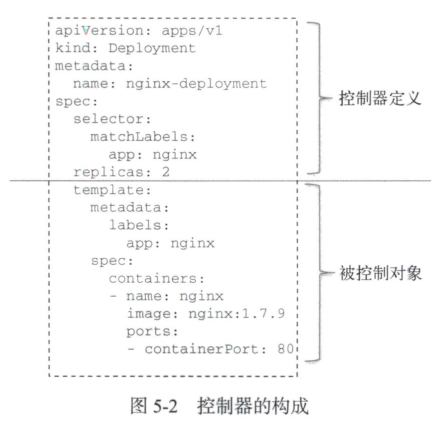 apiVersion: apps/v1
kind: Deployment
metadata:
  name: nginx-deployment
spec:
  selector:
    matchLabels:
      app: nginx
  replicas: 2
控制器定义
  template:
    metadata:
      labels:
        app: nginx
    spec:
      containers:
      - name: nginx
        image: nginx:1.7.9
        ports:
        - containerPort: 80
被控制对象
图 5-2 控制器的构成